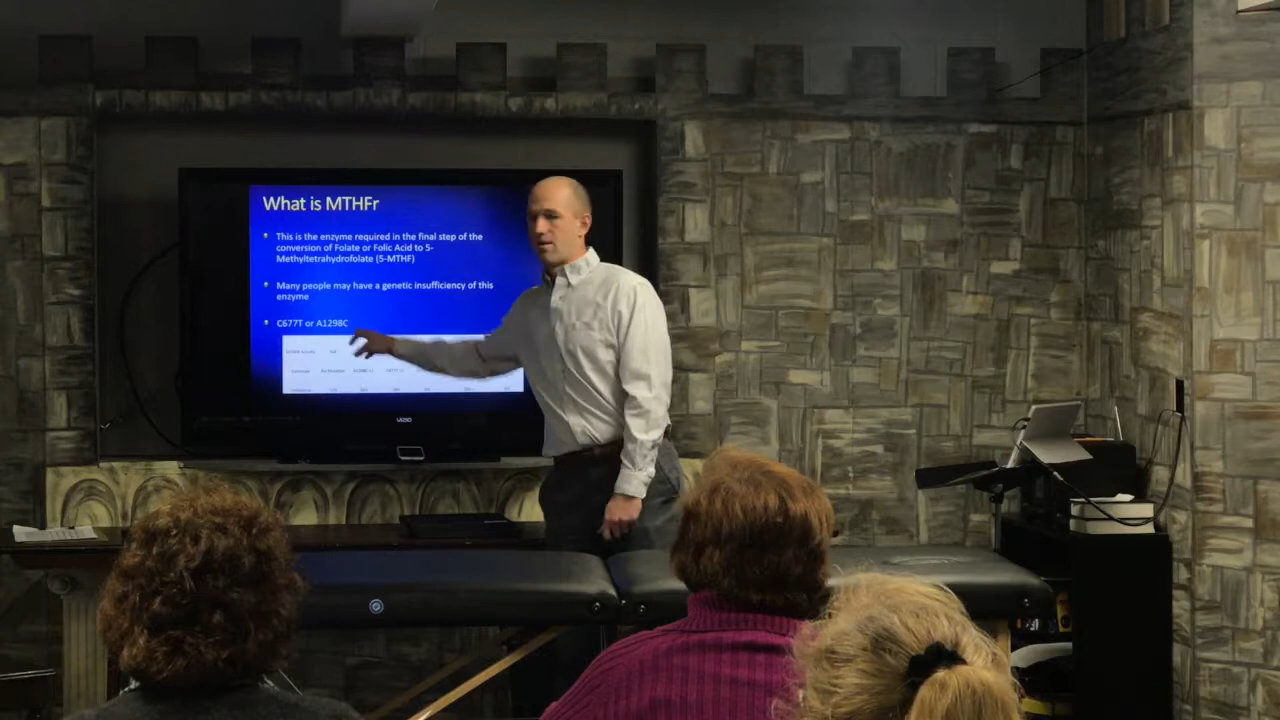 What is MTHFr
This is the enzyme required in the final step of the
conversion of Folate or Folic Acid to 5-
Methyltetrahydrofolate (5-MTHF)
Many people may have a genetic insufficiency of this
enzyme
C677T or A1298C
VIZIO